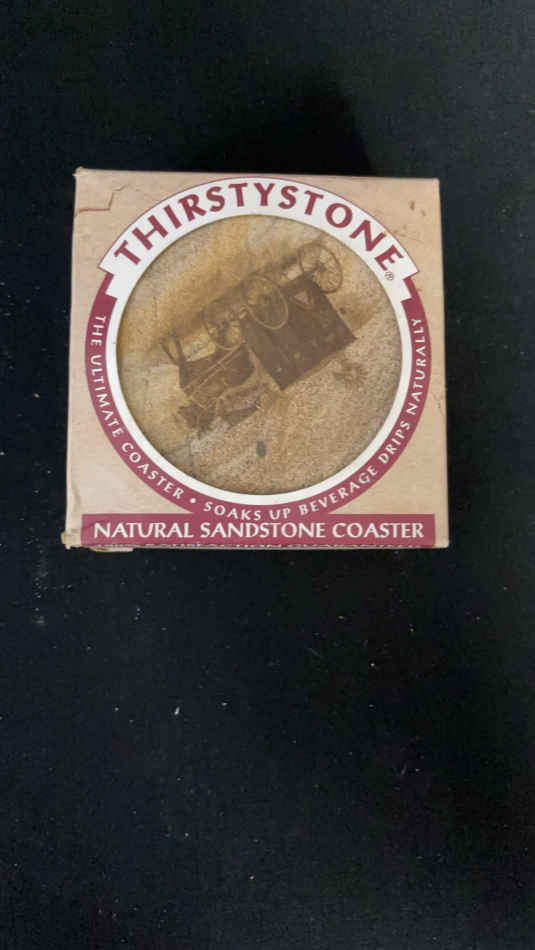 THIRSTYSTONE®
THE ULTIMATE COASTER • SOAKS UP BEVERAGE DRIPS NATURALLY
NATURAL SANDSTONE COASTER